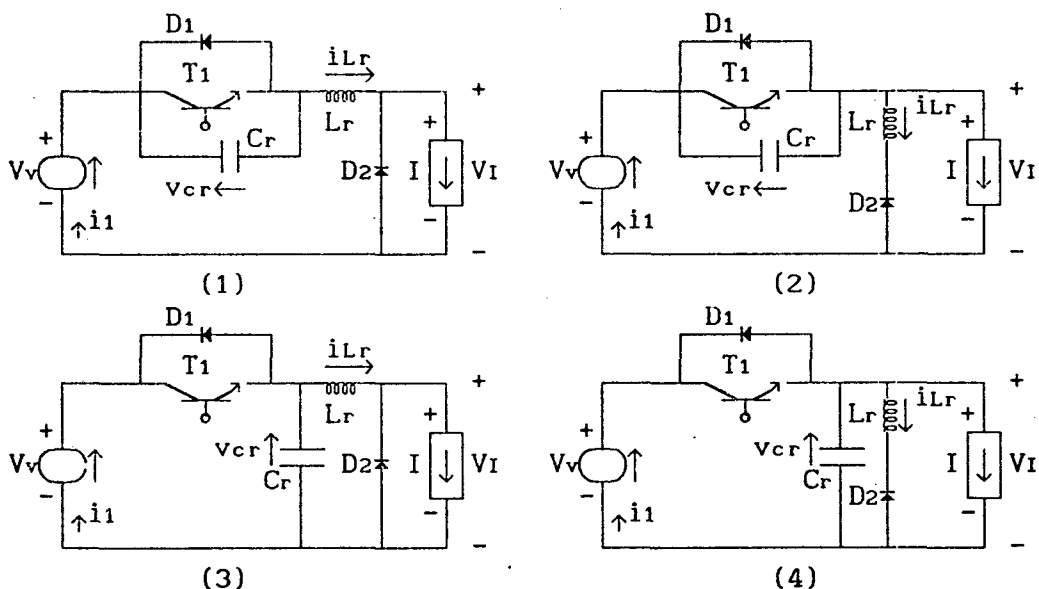 D1
iLr
T1
Lr
+
Cr
+
+
Vv
D2
I
VI
vcr
−
−
i1
−
(1)
D1
T1
Lr
iLr
+
+
Cr
+
Vv
I
VI
vcr
D2
−
−
i1
−
(2)
D1
iLr
T1
+
Lr
+
+
vcr
Vv
D2
I
VI
Cr
−
−
i1
−
(3)
D1
T1
iLr
+
Lr
+
+
vcr
Vv
I
VI
Cr
D2
−
−
i1
−
(4)